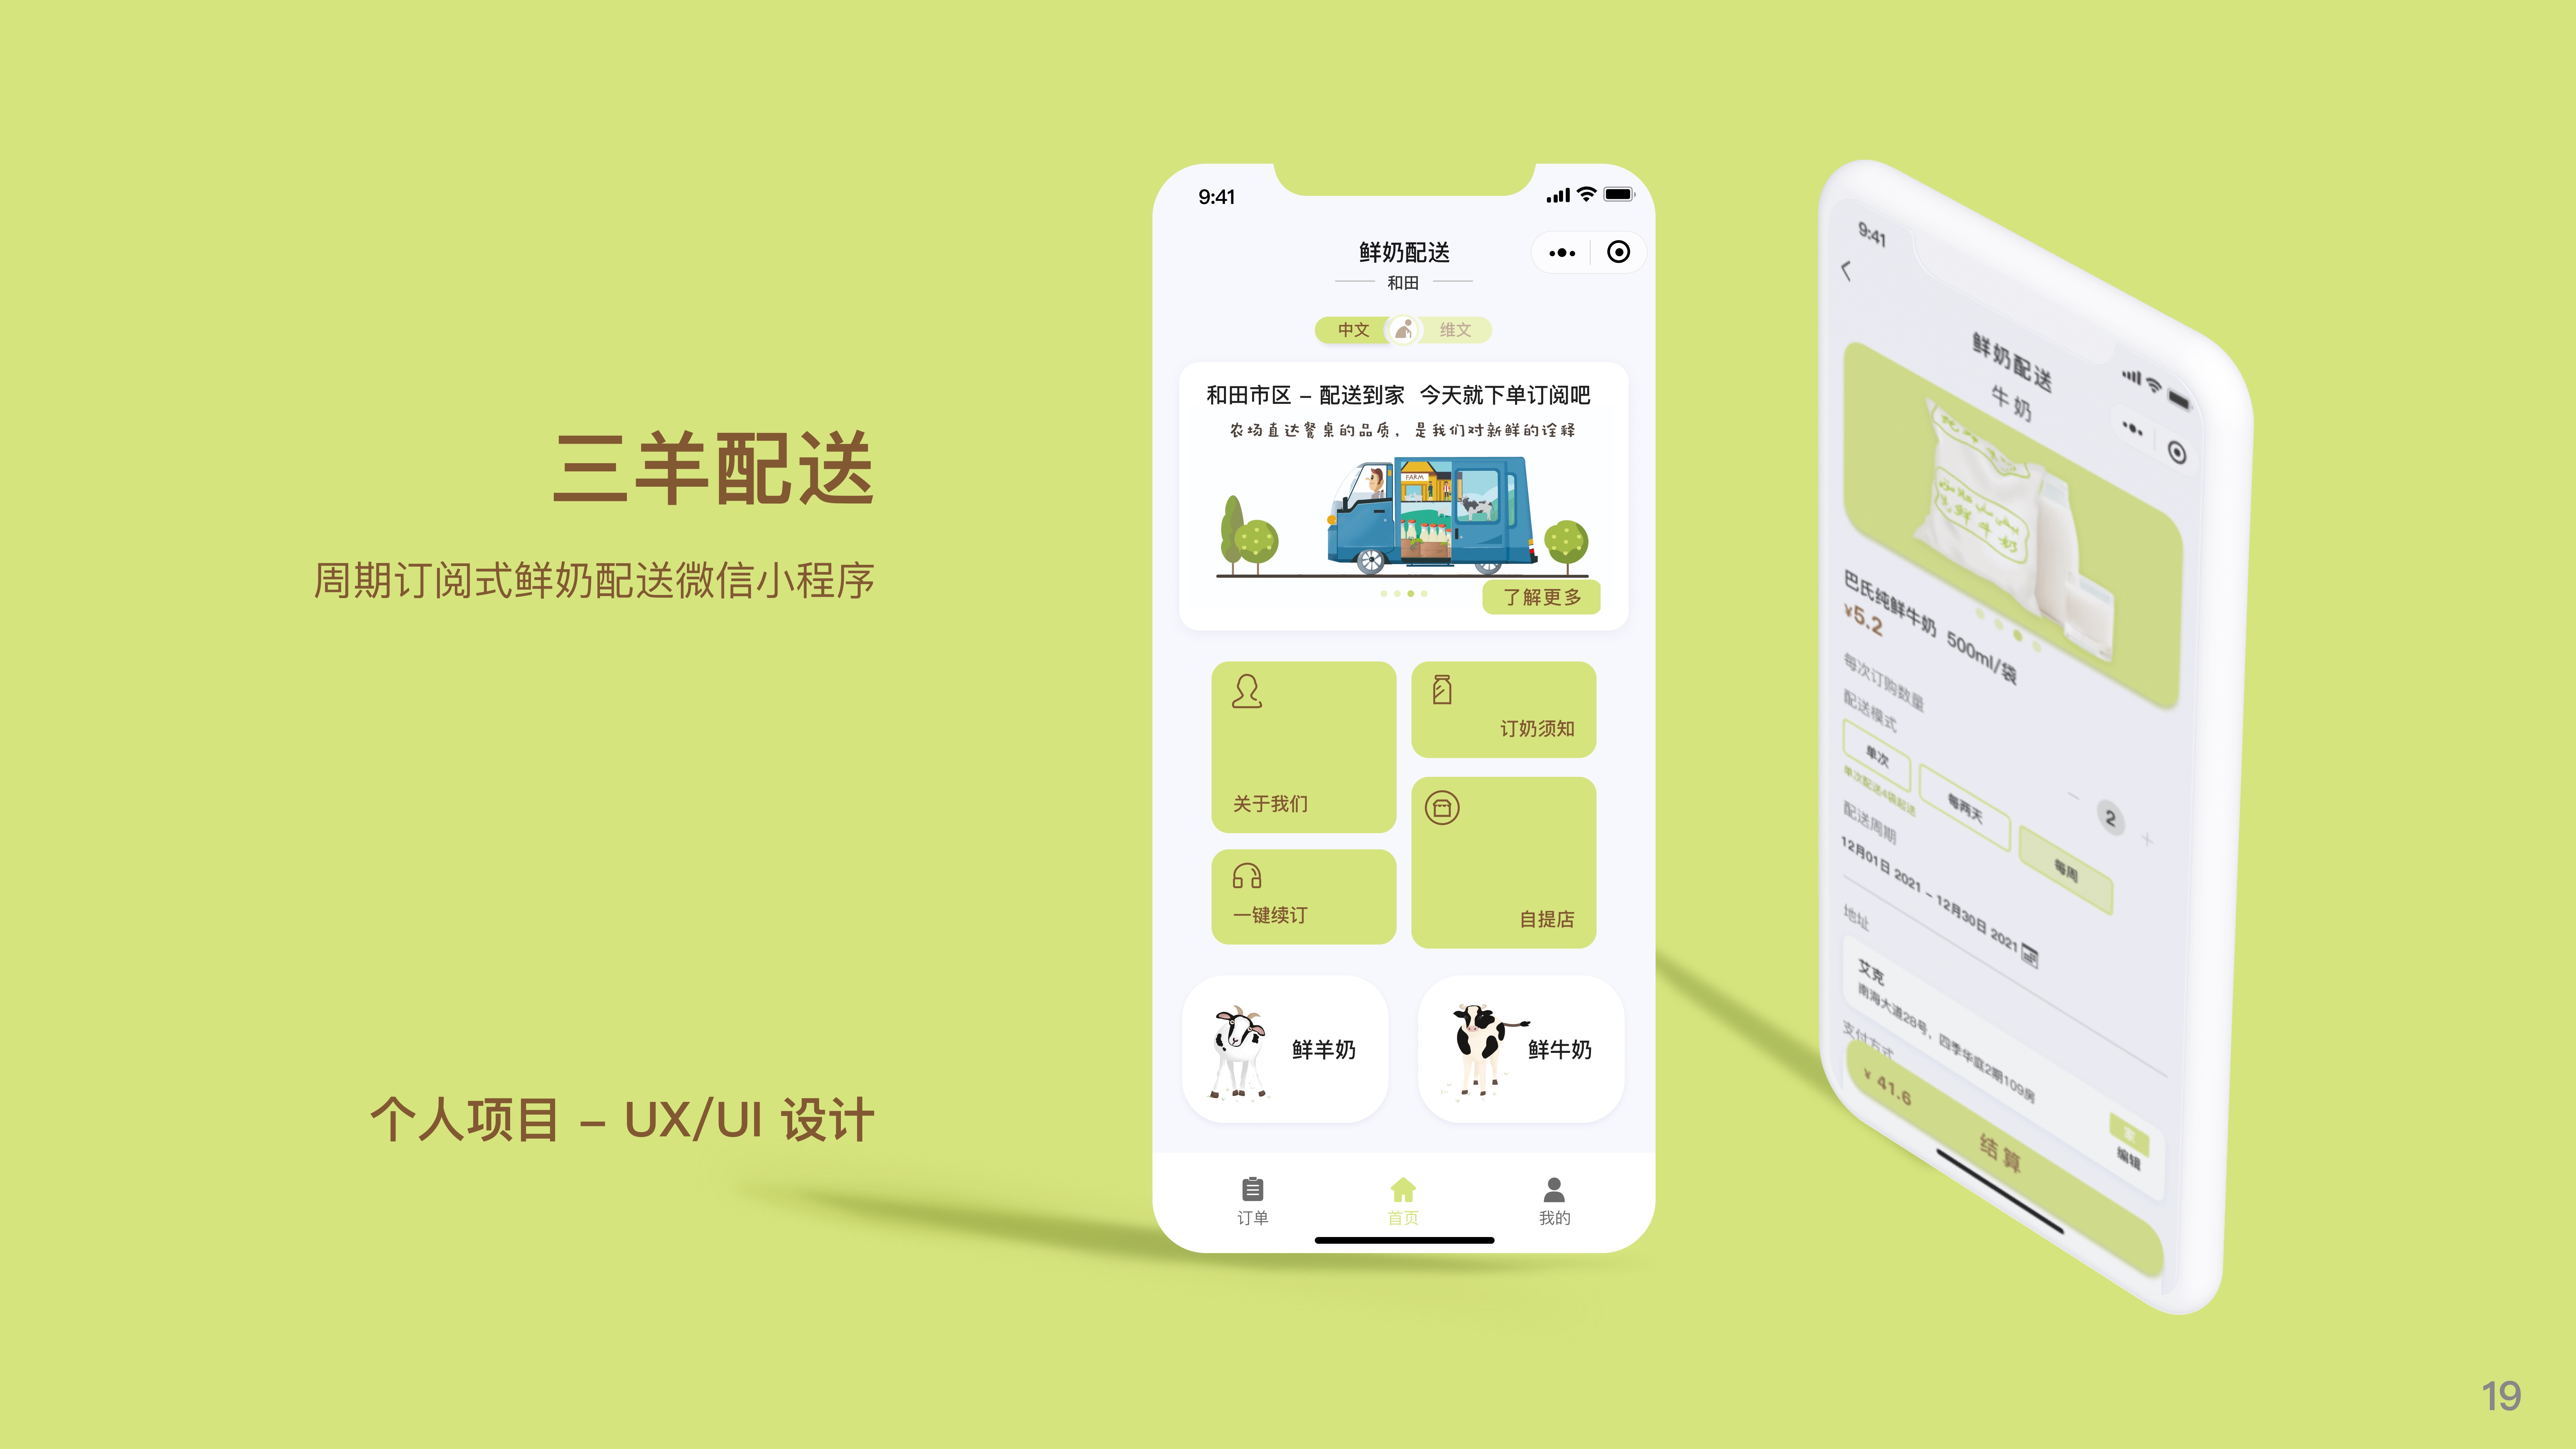 三羊配送
周期订阅式鲜奶配送微信小程序
个人项目 – UX/UI 设计
9:41
鲜奶配送
和田
中文
维文
和田市区 – 配送到家 今天就下单订阅吧
农场直达餐桌的品质，是我们对新鲜的诠释
FARM
了解更多
关于我们
订奶须知
一键续订
自提店
鲜羊奶
鲜牛奶
订单
首页
我的
9:41
鲜奶配送
牛奶
纯鲜牛奶
巴氏纯鲜牛奶 500ml/袋
¥5.2
每次订购数量
2
配送模式
单次
每两天
每周
单次配送4袋起送
配送周期
12月01日 2021 – 12月30日 2021
地址
艾克
南海大道28号，四季华庭2期109房
家
编辑
支付方式
¥ 41.6
结算
19